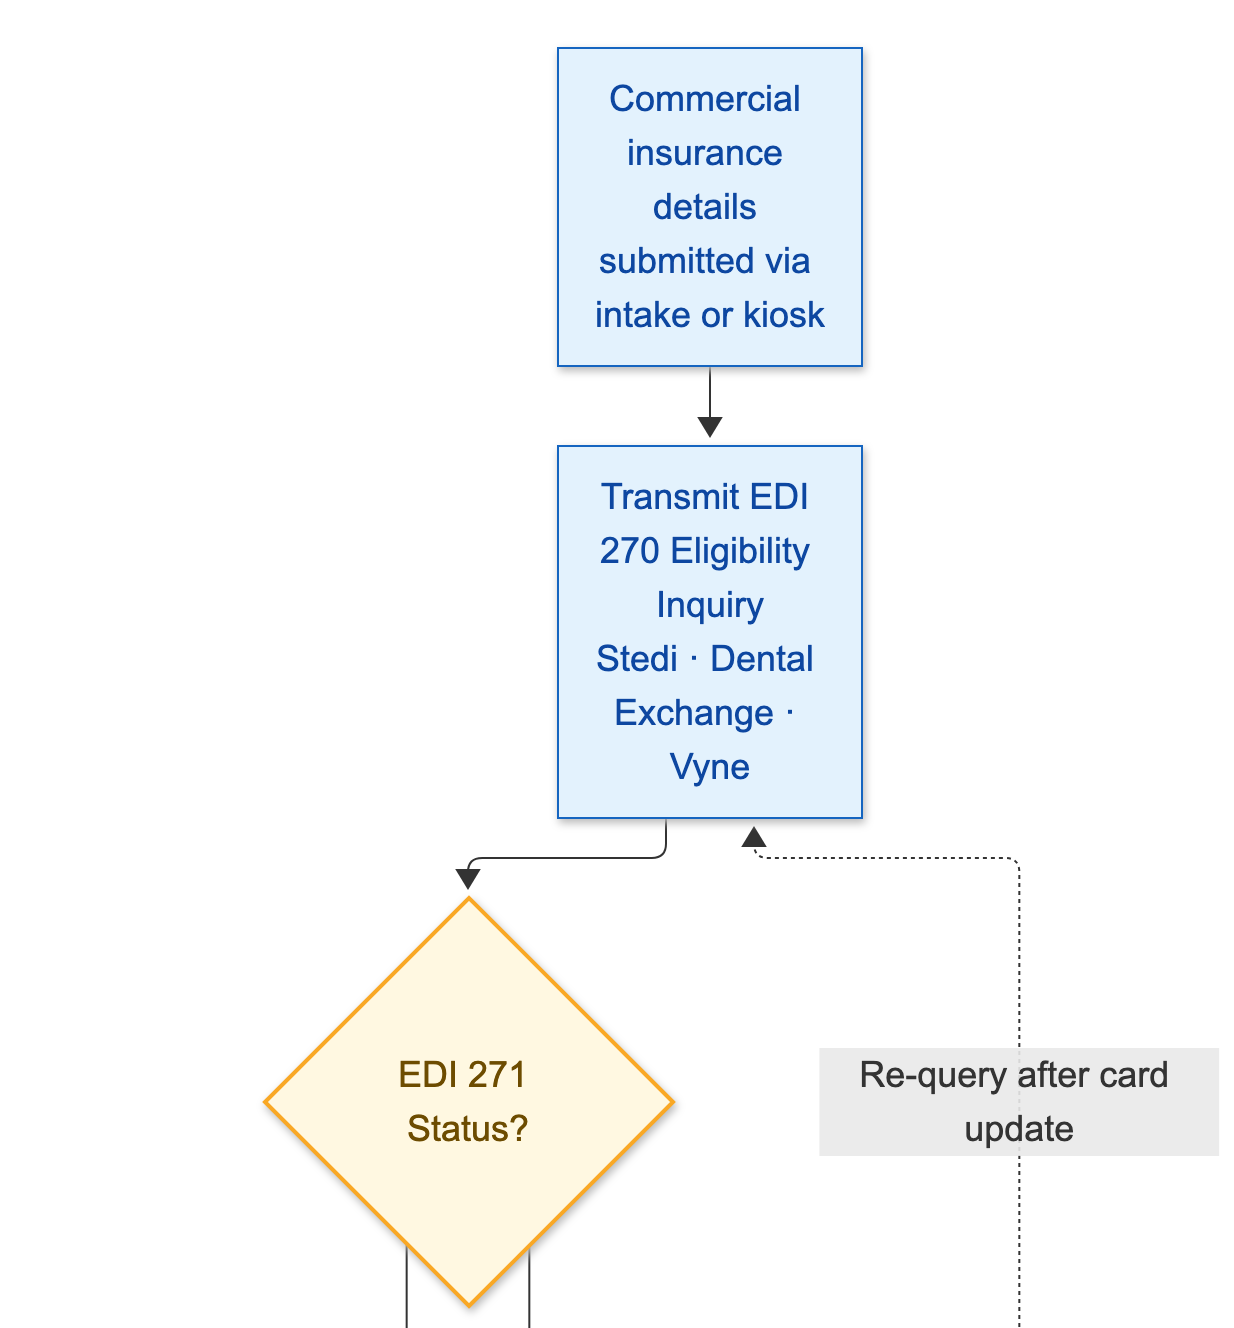 Commercial
insurance
details
submitted via
intake or kiosk
Transmit EDI
270 Eligibility
Inquiry
Stedi · Dental
Exchange ·
Vyne
EDI 271
Status?
Re-query after card
update